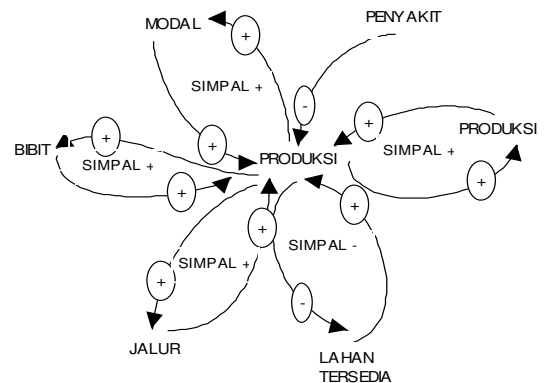 PENYAKIT
MODAL
+
SIMPAL +
-
+
PRODUKSI
+
SIMPAL +
BIBIT
SIMPAL +
+
PRODUKSI
+
+
+
+
SIMPAL -
SIMPAL +
+
-
JALUR
LAHAN
TERSEDIA